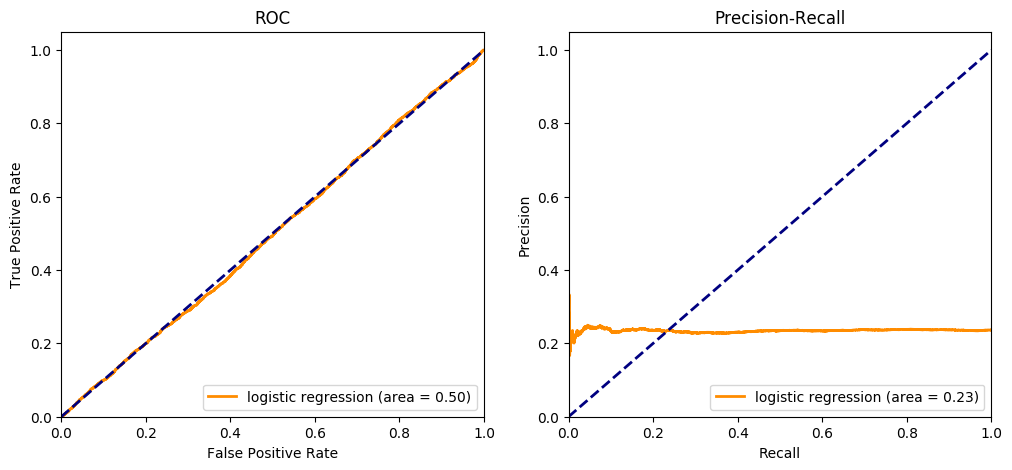 ROC
1.0
0.8
0.6
0.4
0.2
0.0
True Positive Rate
logistic regression (area = 0.50)
0.0 0.2 0.4 0.6 0.8 1.0
False Positive Rate
Precision-Recall
1.0
0.8
0.6
0.4
0.2
0.0
Precision
logistic regression (area = 0.23)
0.0 0.2 0.4 0.6 0.8 1.0
Recall